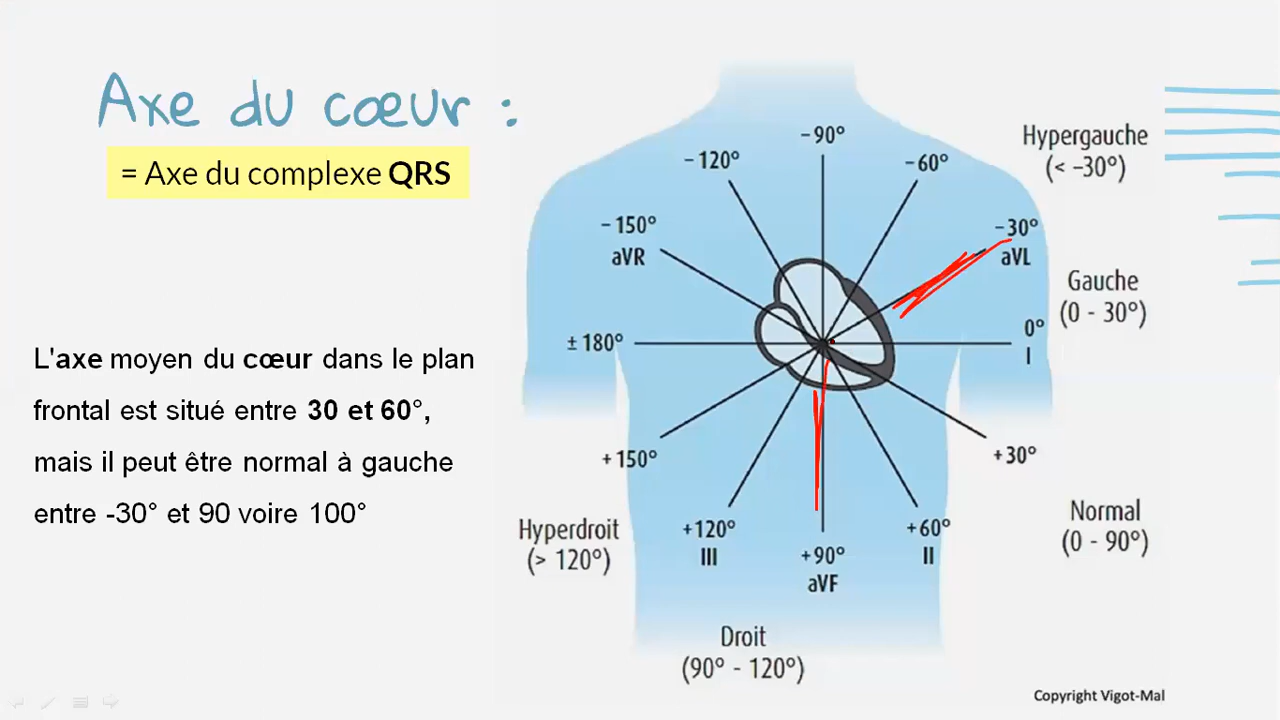 Axe du cœur :
= Axe du complexe QRS
L'axe moyen du cœur dans le plan
frontal est situé entre 30 et 60°,
mais il peut être normal à gauche
entre -30° et 90 voire 100°
−90°
−120°
−60°
Hypergauche
(< −30°)
−150°
aVR
−30°
aVL
Gauche
(0 - 30°)
± 180°
0°
I
+150°
+30°
Hyperdroit
(> 120°)
+120°
III
+90°
aVF
+60°
II
Normal
(0 - 90°)
Droit
(90° - 120°)
Copyright Vigot-Mal